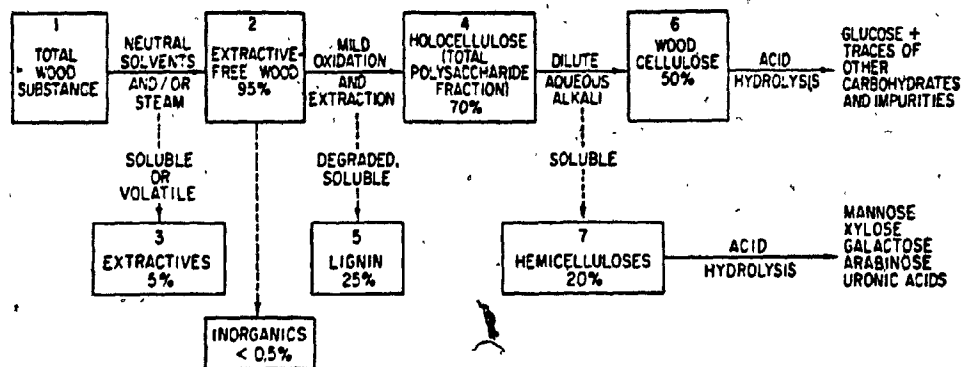 1
TOTAL
WOOD
SUBSTANCE
NEUTRAL
SOLVENTS
AND/OR
STEAM
2
EXTRACTIVE-
FREE WOOD
95%
MILD
OXIDATION
AND
EXTRACTION
4
HOLOCELLULOSE
(TOTAL
POLYSACCHARIDE
FRACTION)
70%
DILUTE
AQUEOUS
ALKALI
6
WOOD
CELLULOSE
50%
ACID
HYDROLYSIS
GLUCOSE +
TRACES OF
OTHER
CARBOHYDRATES
AND IMPURITIES
SOLUBLE
OR
VOLATILE
DEGRADED,
SOLUBLE
SOLUBLE
3
EXTRACTIVES
5%
5
LIGNIN
25%
7
HEMICELLULOSES
20%
ACID
HYDROLYSIS
MANNOSE
XYLOSE
GALACTOSE
ARABINOSE
URONIC ACIDS
INORGANICS
< 0.5%